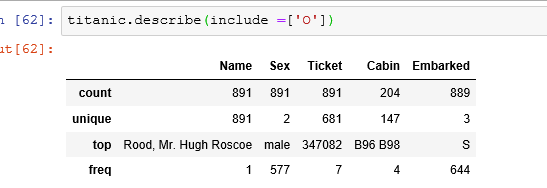 n [62]: titanic.describe(include =['O'])
ut[62]:
Name Sex Ticket Cabin Embarked
count 891 891 891 204 889
unique 891 2 681 147 3
top Rood, Mr. Hugh Roscoe male 347082 B96 B98 S
freq 1 577 7 4 644